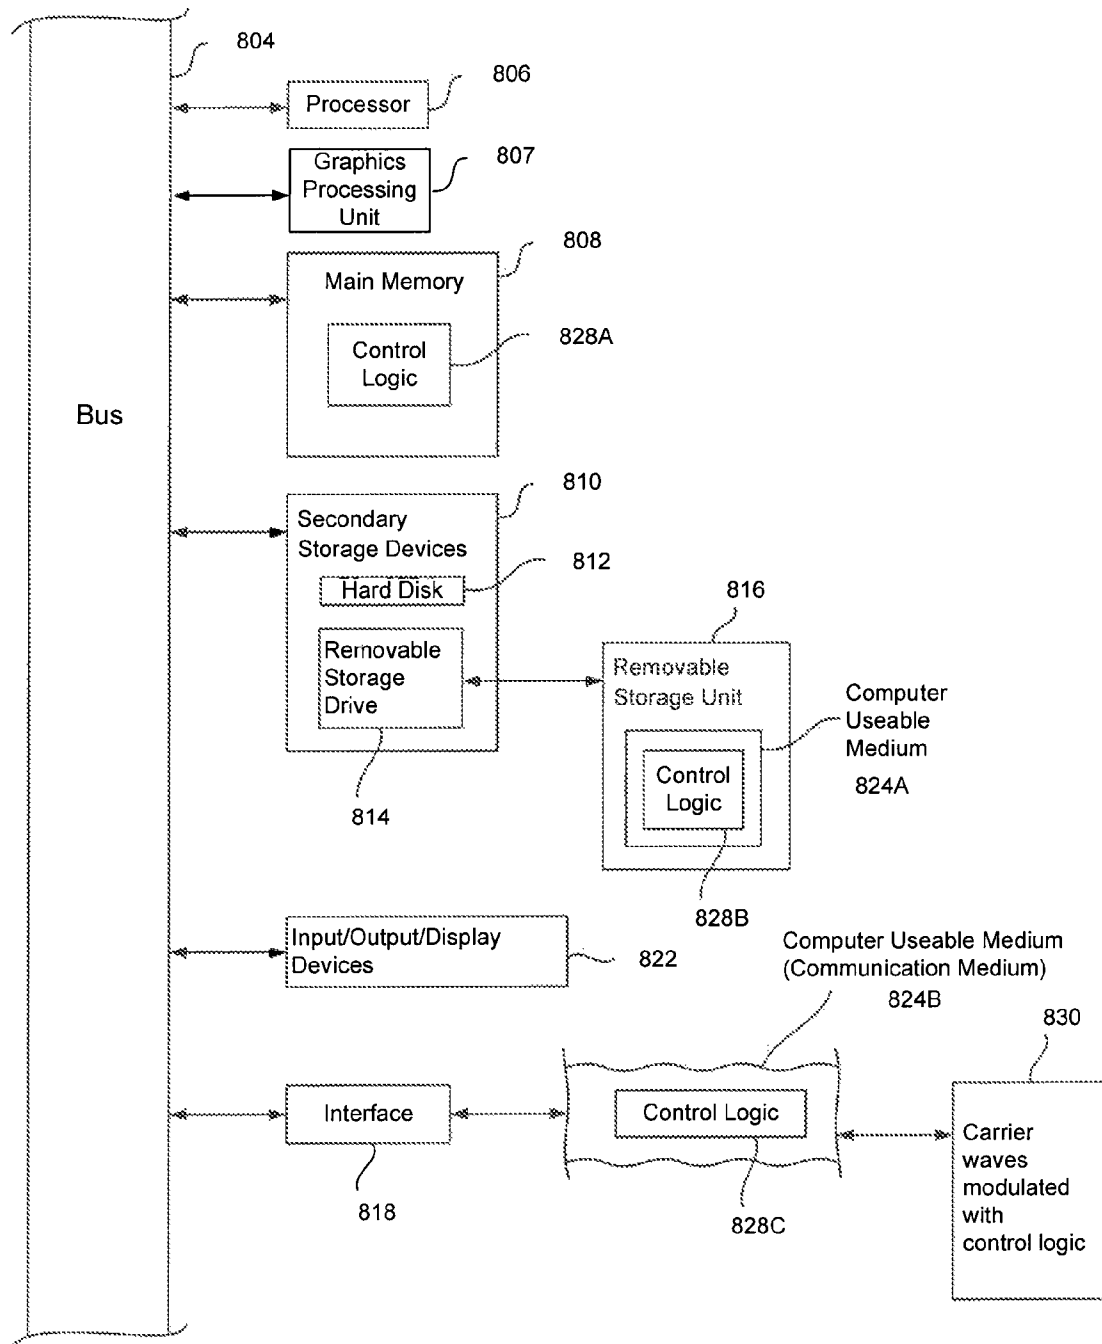 804
806
Processor
807
Graphics
Processing
Unit
808
Main Memory
828A
Control
Logic
Bus
810
Secondary
Storage Devices
812
Hard Disk
816
Removable
Storage
Drive
Removable
Storage Unit
Computer
Useable
Medium
824A
Control
Logic
814
828B
Input/Output/Display
Devices
822
Computer Useable Medium
(Communication Medium)
824B
830
Interface
Control Logic
Carrier
waves
modulated
with
control logic
818
828C